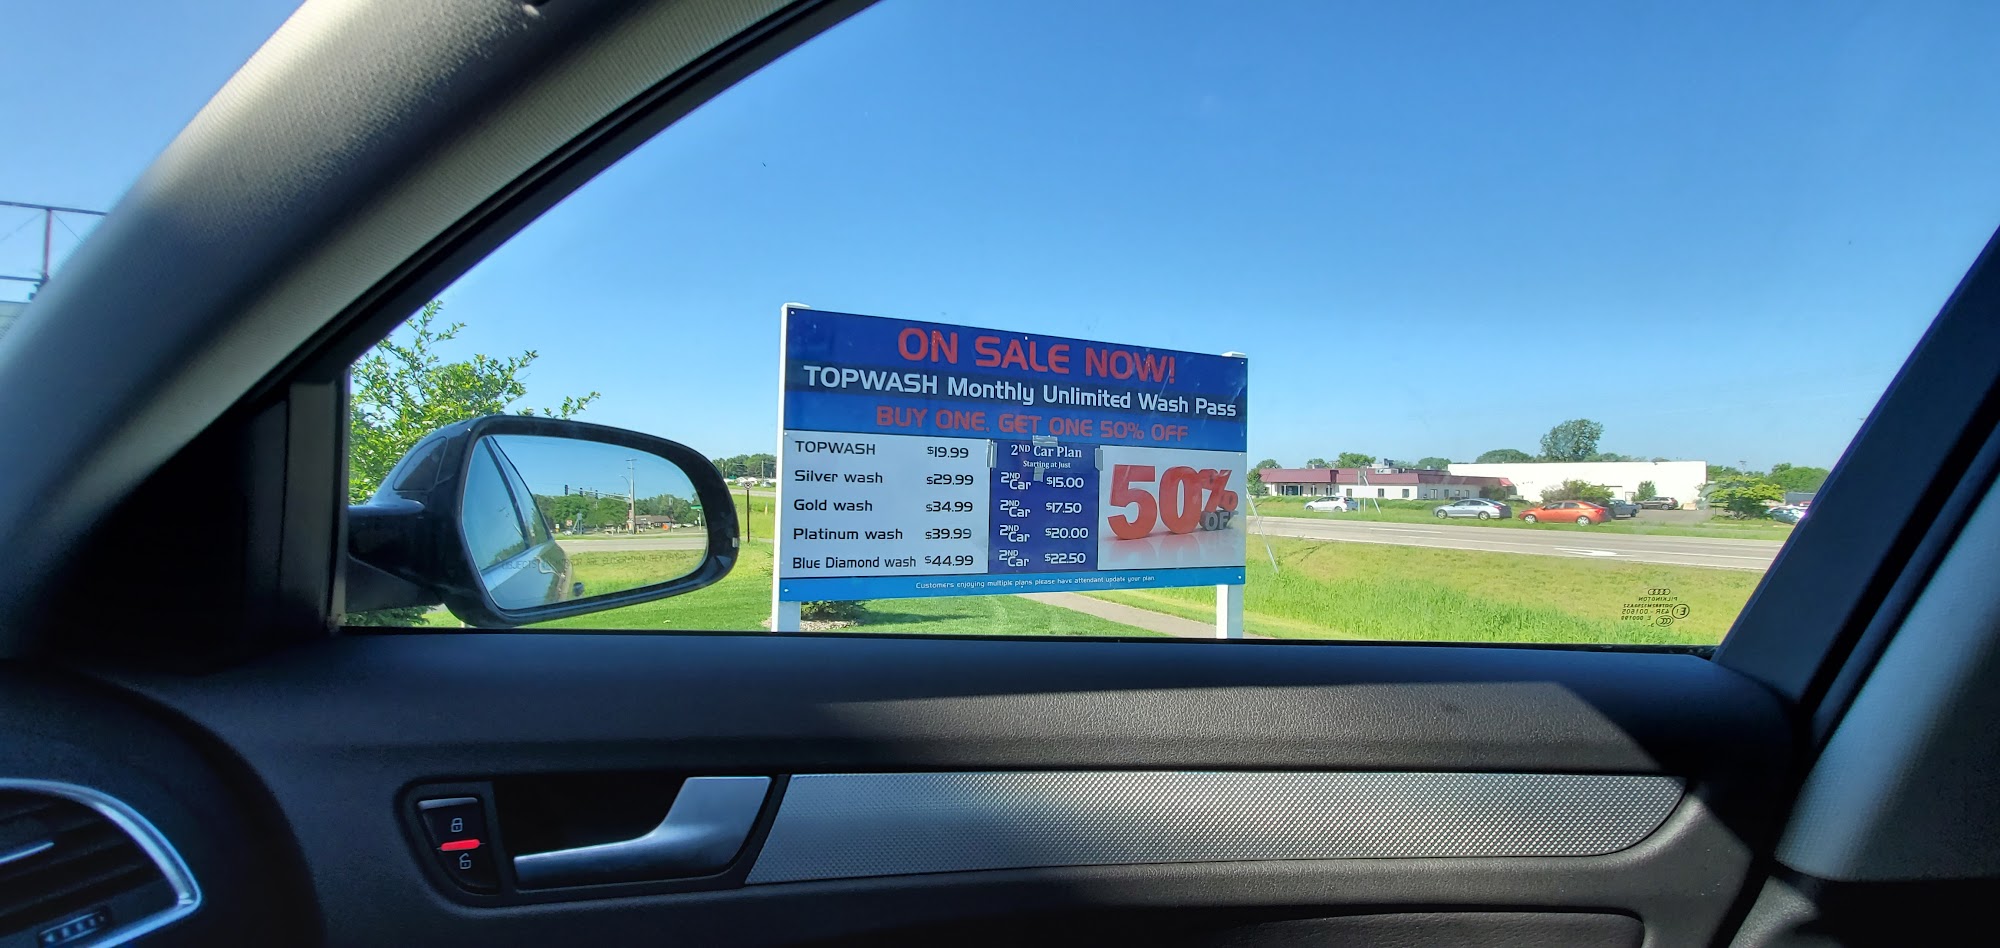 ON SALE NOW!
TOPWASH Monthly Unlimited Wash Pass
BUY ONE, GET ONE 50% OFF
TOPWASH $19.99
2ND Car Plan
Starting at Just
Silver wash $29.99 2ND Car $15.00
Gold wash $34.99 2ND Car $17.50
Platinum wash $39.99 2ND Car $20.00
Blue Diamond wash $44.99 2ND Car $22.50
50%
OFF
Customers enjoying multiple plans please have attendant update your plan
PILKINGTON